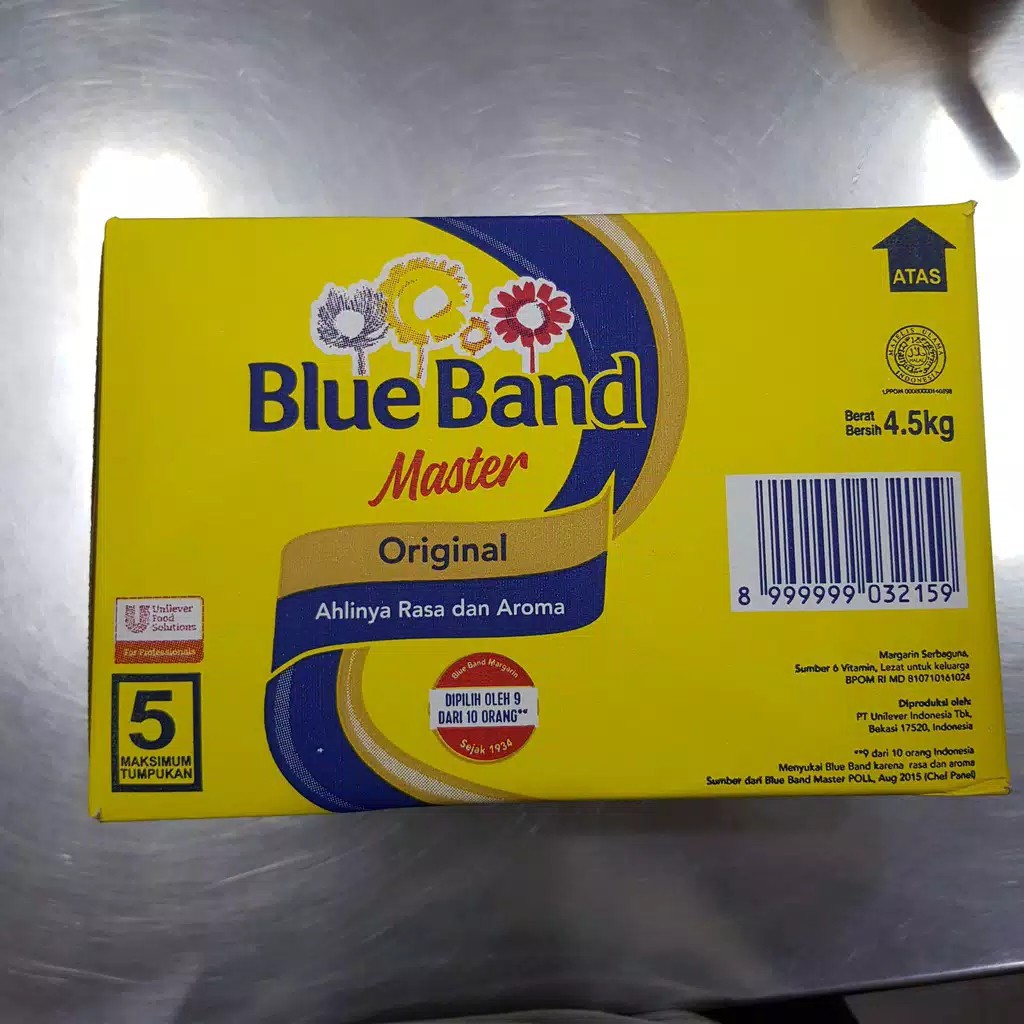 Blue Band
Master
Original
Ahlinya Rasa dan Aroma
Unilever
Food
Solutions
For Professionals
5
MAKSIMUM
TUMPUKAN
Blue Band Margarin
DIPILIH OLEH 9
DARI 10 ORANG**
Sejak 1934
ATAS
MAJELIS ULAMA
HALAL
INDONESIA
Berat
Bersih 4.5kg
8 999999 032159
Margarin Serbaguna,
Sumber 6 Vitamin, Lezat untuk keluarga
BPOM RI MD 810710161024
Diproduksi oleh:
PT Unilever Indonesia Tbk,
Bekasi 17520, Indonesia
**9 dari 10 orang Indonesia
Menyukai Blue Band karena rasa dan aroma
Sumber dari Blue Band Master POLL, Aug 2015 (Chef Panel)